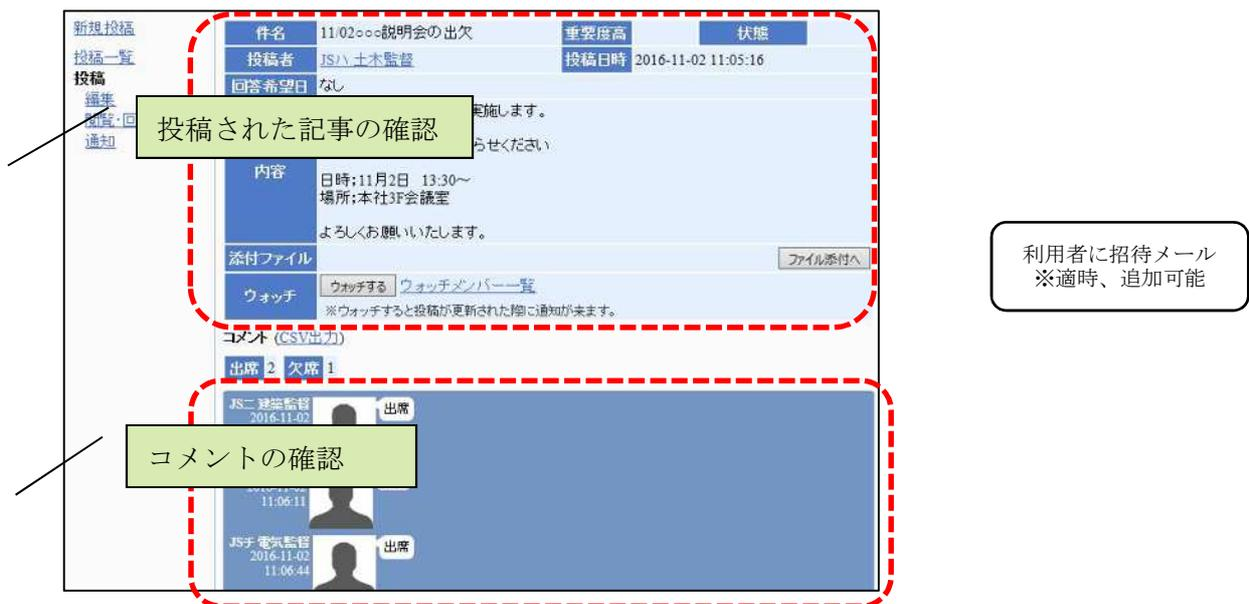 新規投稿
投稿一覧
投稿
編集
閲覧・回
通知
件名 11/02○○○説明会の出欠 重要度高 状態
投稿者 JSハ 土木監督 投稿日時 2016-11-02 11:05:16
回答希望日 なし
実施します。
投稿された記事の確認
らせください
内容
日時;11月2日 13:30～
場所;本社3F会議室
よろしくお願いいたします。
添付ファイル ファイル添付へ
ウォッチ ウォッチする ウォッチメンバー一覧
※ウォッチすると投稿が更新された際に通知が来ます。
コメント (CSV出力)
出席 2 欠席 1
JSニ 建築監督 出席
2016-11-02
コメントの確認
11:06:11
JSチ 電気監督 出席
2016-11-02
11:06:44
利用者に招待メール
※適時、追加可能